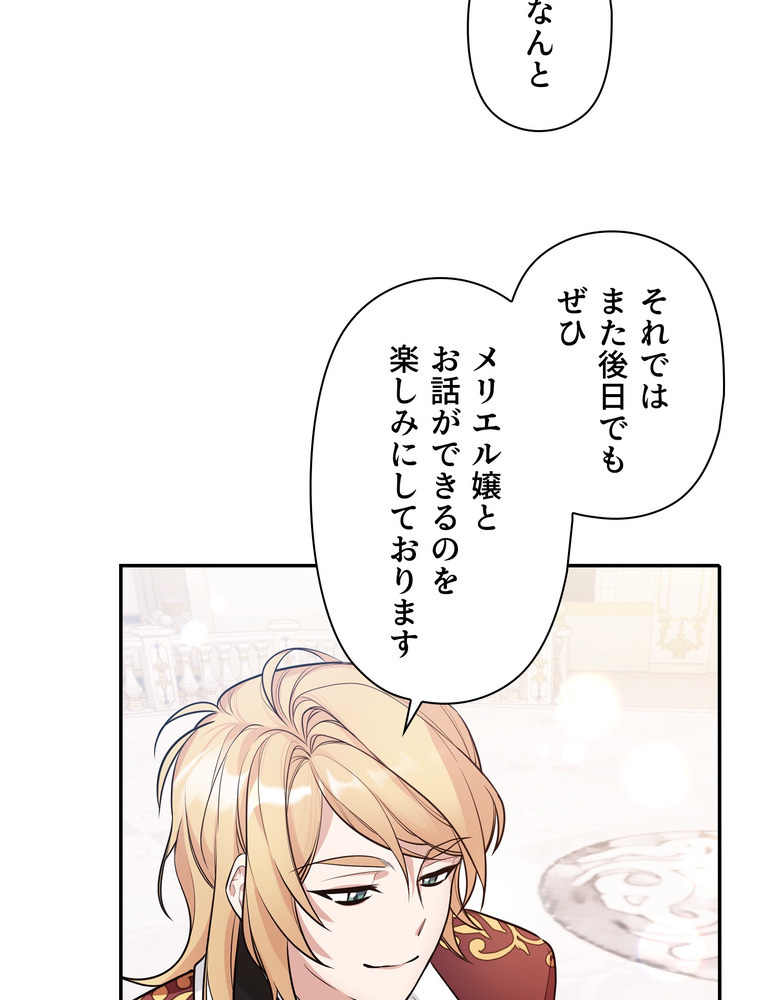 なんと
それでは
また後日でも
ぜひ
メリエル嬢と
お話ができるのを
楽しみにしております